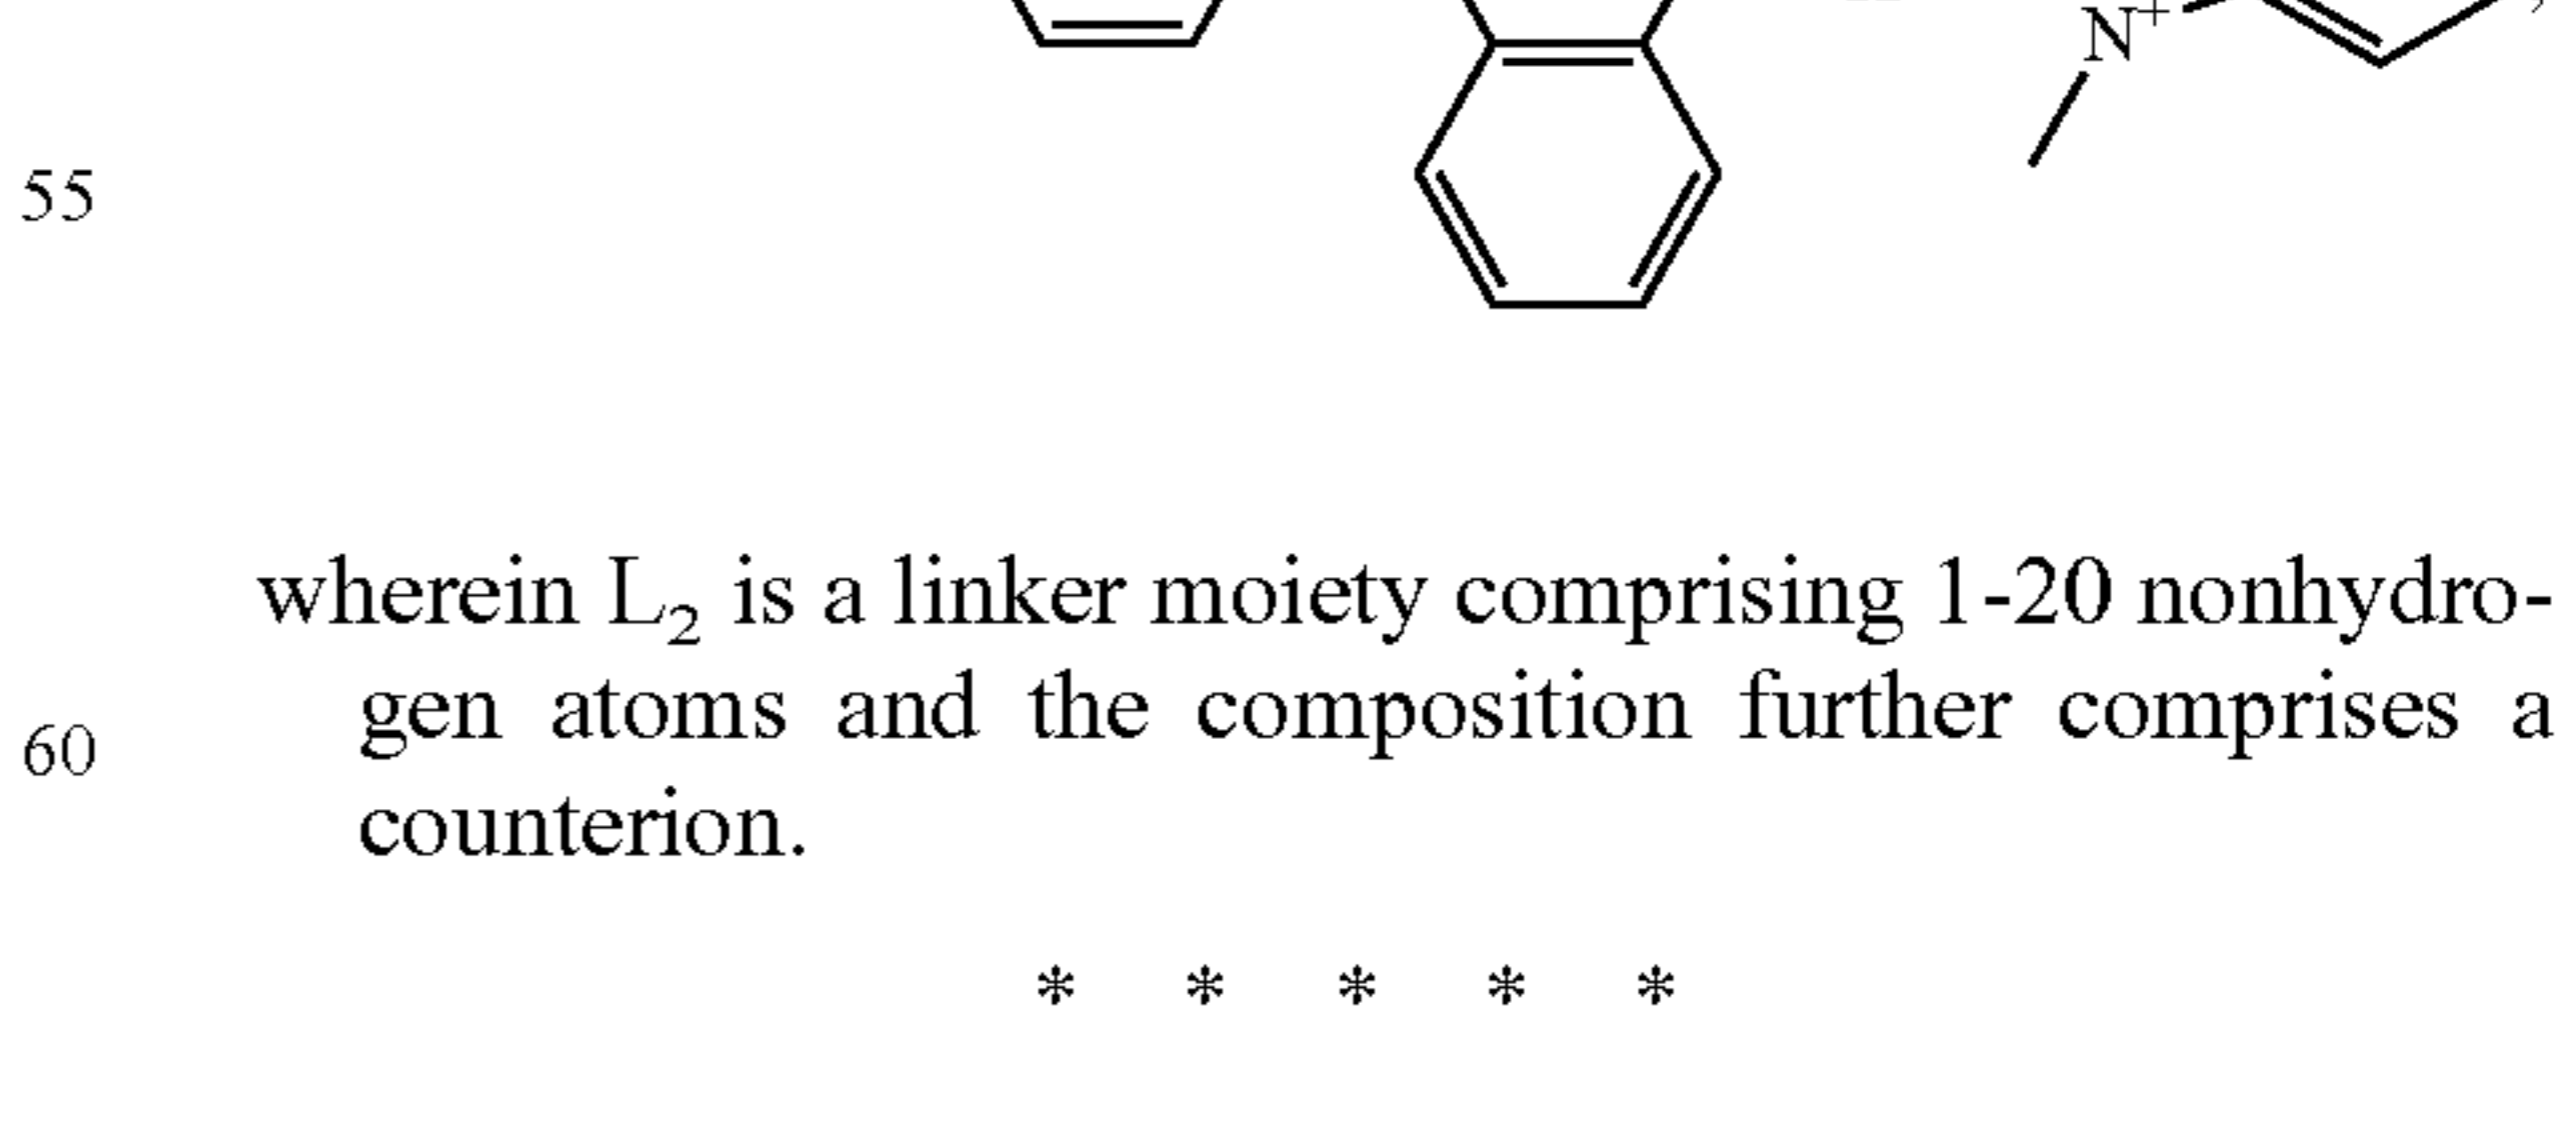 N+ ,
55
wherein L2 is a linker moiety comprising 1-20 nonhydro-
gen atoms and the composition further comprises a
60
counterion.
* * * * *